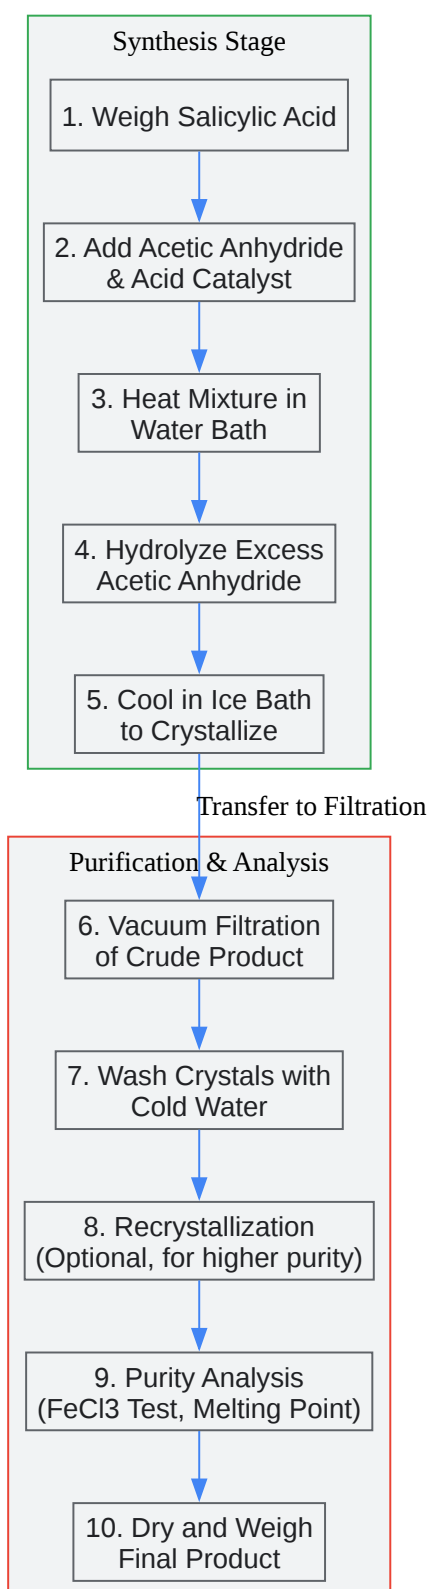 Synthesis Stage
1. Weigh Salicylic Acid
2. Add Acetic Anhydride
& Acid Catalyst
3. Heat Mixture in
Water Bath
4. Hydrolyze Excess
Acetic Anhydride
5. Cool in Ice Bath
to Crystallize
Transfer to Filtration
Purification & Analysis
6. Vacuum Filtration
of Crude Product
7. Wash Crystals with
Cold Water
8. Recrystallization
(Optional, for higher purity)
9. Purity Analysis
(FeCl3 Test, Melting Point)
10. Dry and Weigh
Final Product